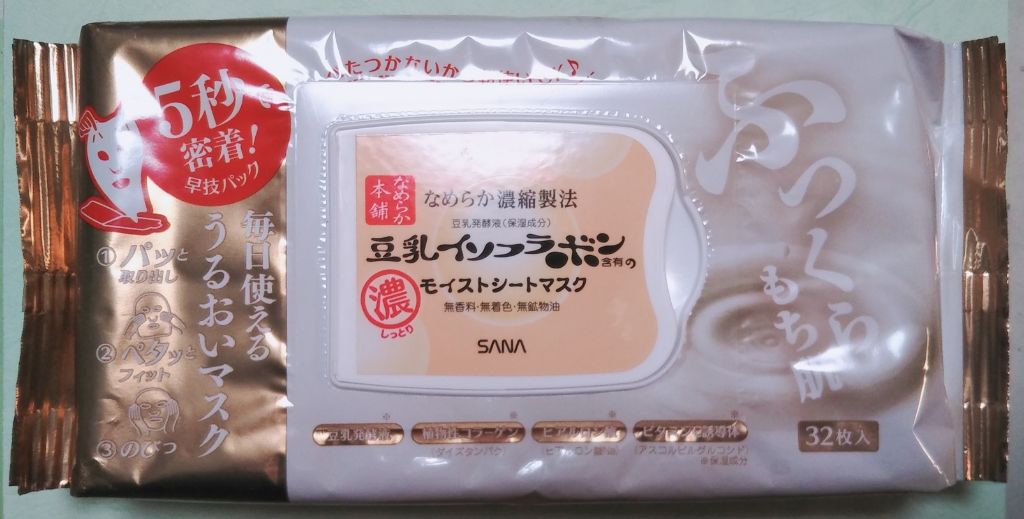 5秒で
密着!
早技パック
毎日使える
うるおいマスク
①パッと
取り出し
②ペタッと
フィット
③のびっ
たつかないか
なめらか
本舗
なめらか濃縮製法
豆乳発酵液(保湿成分)
豆乳イソフラボン含有の
濃
しっとり
モイストシートマスク
無香料・無着色・無鉱物油
SANA
ふっくら
もち肌
豆乳発酵液※
植物性コラーゲン※
(ダイズタンパク)
ヒアルロン酸※
ビタミンC誘導体※
(アスコルビルグルコシド)
※保湿成分
32枚入